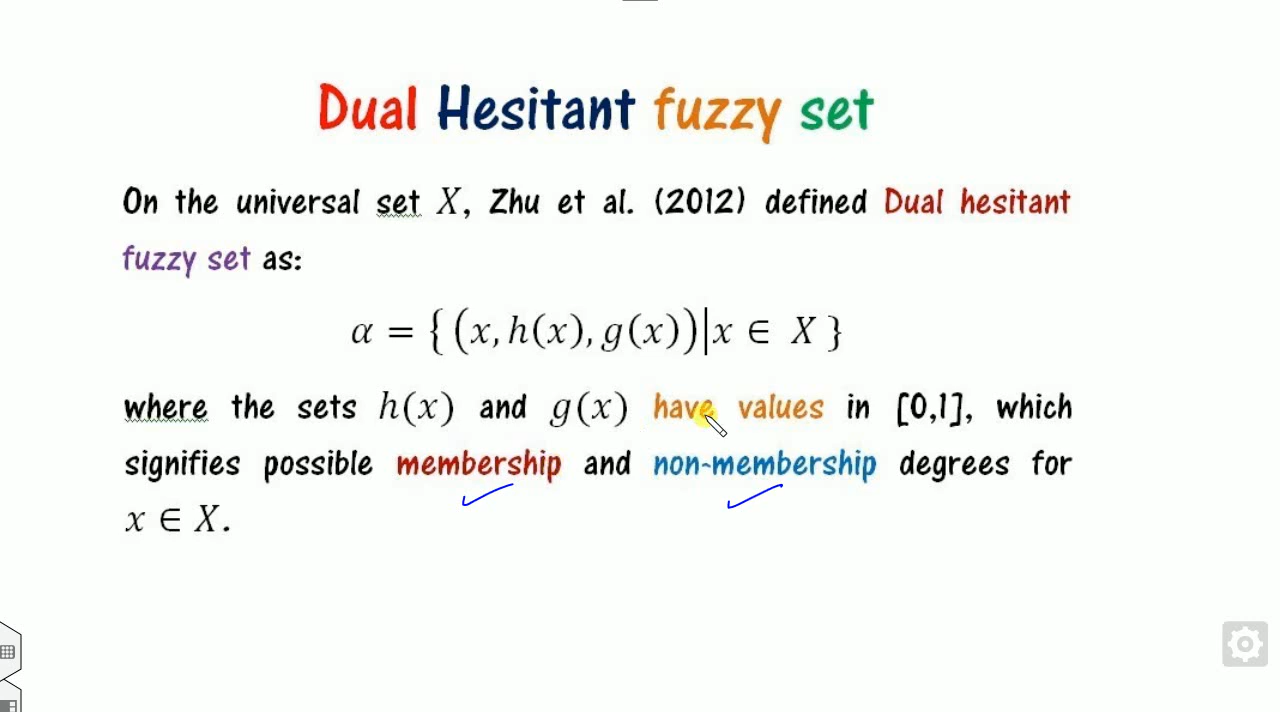 Dual Hesitant fuzzy set
On the universal set X, Zhu et al. (2012) defined Dual hesitant
fuzzy set as:
α = { (x, h(x), g(x))|x ∈ X }
where the sets h(x) and g(x) have values in [0,1], which
signifies possible membership and non-membership degrees for
x ∈ X.